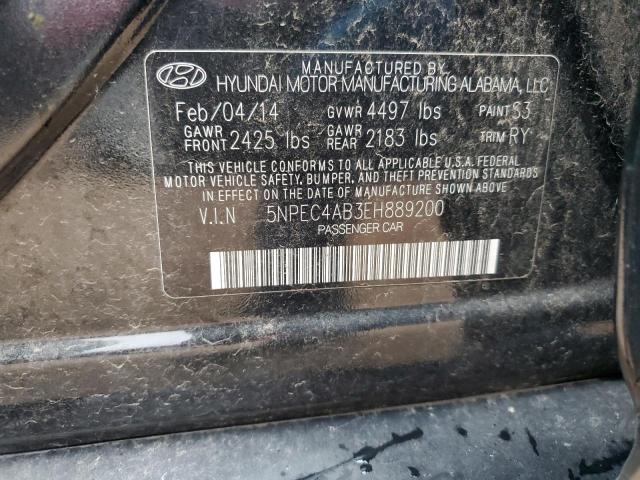 MANUFACTURED BY
HYUNDAI MOTOR MANUFACTURING ALABAMA, LLC
Feb/04/14 GVWR 4497 lbs PAINT S3
GAWR FRONT 2425 lbs GAWR REAR 2183 lbs TRIM RY
THIS VEHICLE CONFORMS TO ALL APPLICABLE U.S.A. FEDERAL
MOTOR VEHICLE SAFETY, BUMPER, AND THEFT PREVENTION STANDARDS
IN EFFECT ON THE DATE OF MANUFACTURE SHOWN ABOVE.
V.I.N 5NPEC4AB3EH889200
PASSENGER CAR